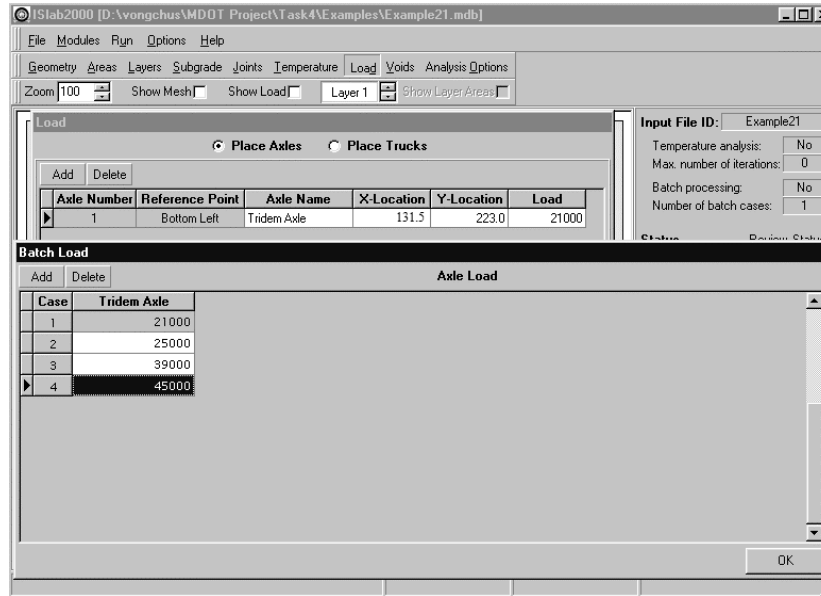 ISlab2000 [D:\vongchus\MDOT Project\Task4\Examples\Example21.mdb]
File Modules Run Options Help
Geometry Areas Layers Subgrade Joints Temperature Load Voids Analysis Options
Zoom 100 Show Mesh Show Load Layer 1 Show Layer Areas
Load
Place Axles Place Trucks
Add Delete
Axle Number Reference Point Axle Name X-Location Y-Location Load
1 Bottom Left Tridem Axle 131.5 223.0 21000
Input File ID: Example21
Temperature analysis: No
Max. number of iterations: 0
Batch processing: No
Number of batch cases: 1
Status Review Status
Batch Load
Add Delete Axle Load
Case Tridem Axle
1 21000
2 25000
3 39000
4 45000
OK